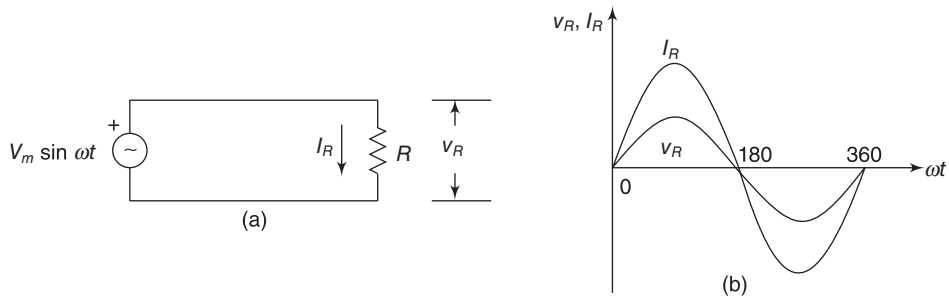 +
V_m sin ωt
~
I_R
R
v_R
(a)
v_R, I_R
I_R
v_R
180
360
ωt
0
(b)